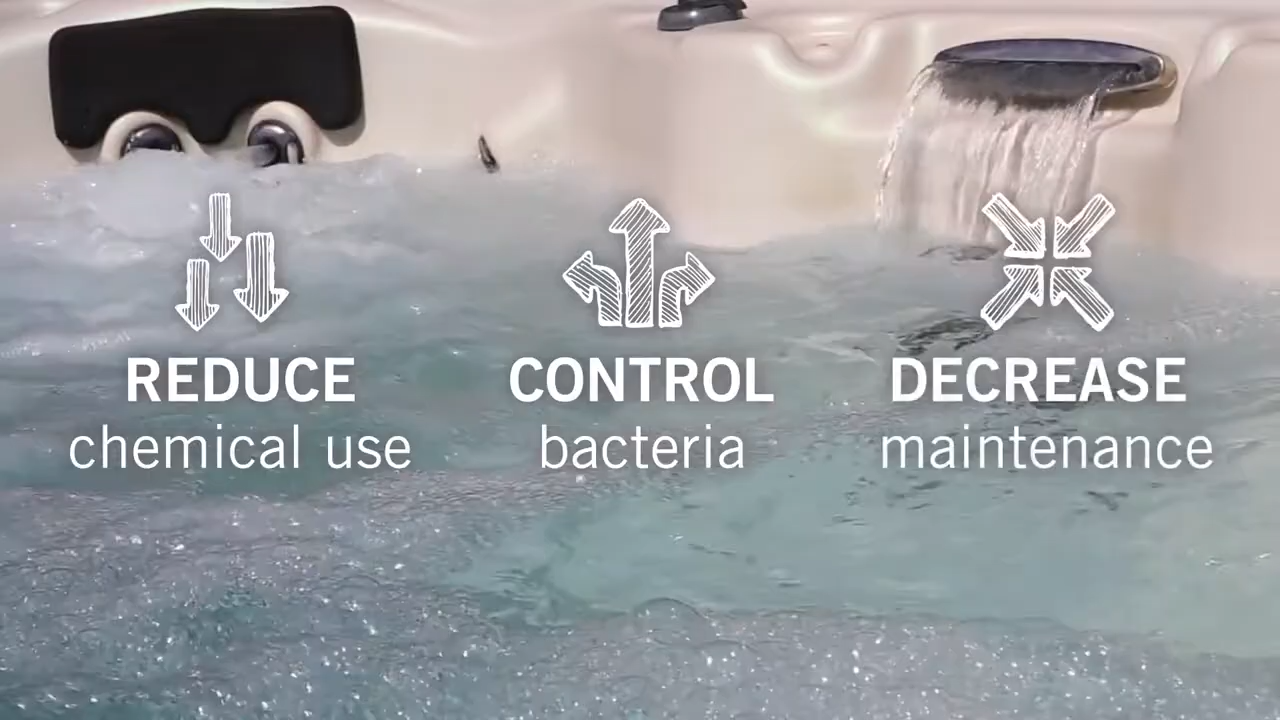 REDUCE
chemical use
CONTROL
bacteria
DECREASE
maintenance